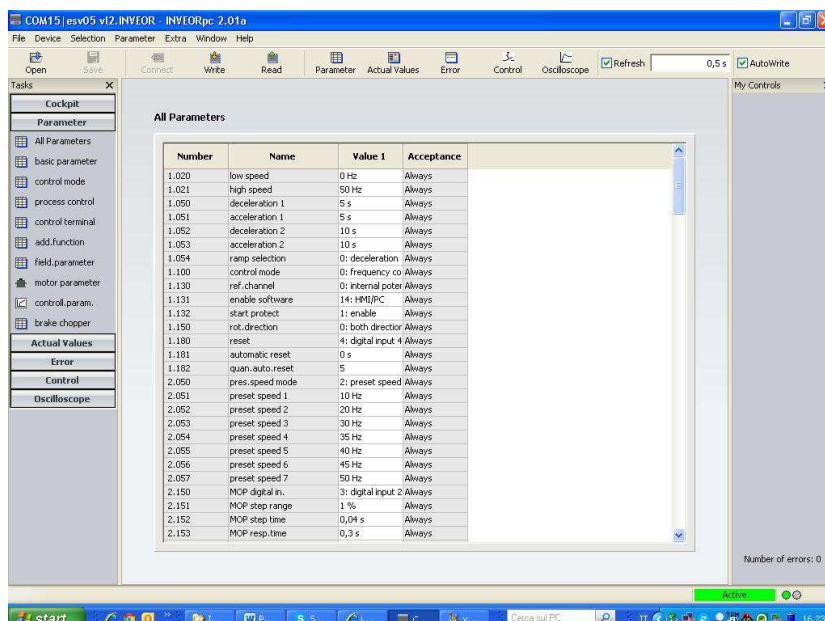 COM15 | esv05 vl2.INVEOR - INVEORpc 2.01a
File Device Selection Parameter Extra Window Help
Open Save Connect Write Read Parameter Actual Values Error Control Oscilloscope Refresh 0,5 s AutoWrite
Tasks X
My Controls
Cockpit
Parameter
All Parameters
basic parameter
control mode
process control
control terminal
add.function
field.parameter
motor parameter
controll.param.
brake chopper
Actual Values
Error
Control
Oscilloscope
All Parameters
Number Name Value 1 Acceptance
1.020 low speed 0 Hz Always
1.021 high speed 50 Hz Always
1.050 deceleration 1 5 s Always
1.051 acceleration 1 5 s Always
1.052 deceleration 2 10 s Always
1.053 acceleration 2 10 s Always
1.054 ramp selection 0: deceleration Always
1.100 control mode 0: frequency co Always
1.130 ref.channel 0: internal poter Always
1.131 enable software 14: HMI/PC Always
1.132 start protect 1: enable Always
1.150 rot.direction 0: both direction Always
1.180 reset 4: digital input 4 Always
1.181 automatic reset 0 s Always
1.182 quan.auto.reset 5 Always
2.050 pres.speed mode 2: preset speed Always
2.051 preset speed 1 10 Hz Always
2.052 preset speed 2 20 Hz Always
2.053 preset speed 3 30 Hz Always
2.054 preset speed 4 35 Hz Always
2.055 preset speed 5 40 Hz Always
2.056 preset speed 6 45 Hz Always
2.057 preset speed 7 50 Hz Always
2.150 MOP digital in. 3: digital input 2 Always
2.151 MOP step range 1 % Always
2.152 MOP step time 0,04 s Always
2.153 MOP resp.time 0,3 s Always
Number of errors: 0
Active
start Cerca sul PC IT 16.23